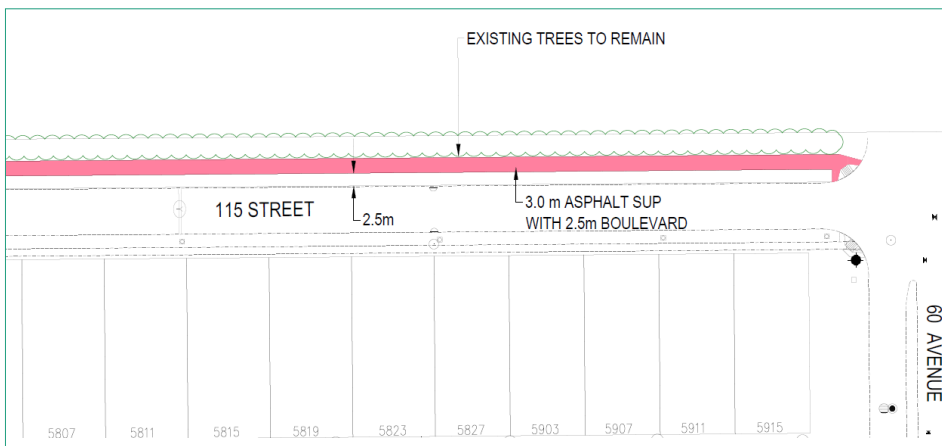 EXISTING TREES TO REMAIN
115 STREET
2.5m
3.0 m ASPHALT SUP
WITH 2.5m BOULEVARD
60 AVENUE
5807
5811
5815
5819
5823
5827
5903
5907
5911
5915